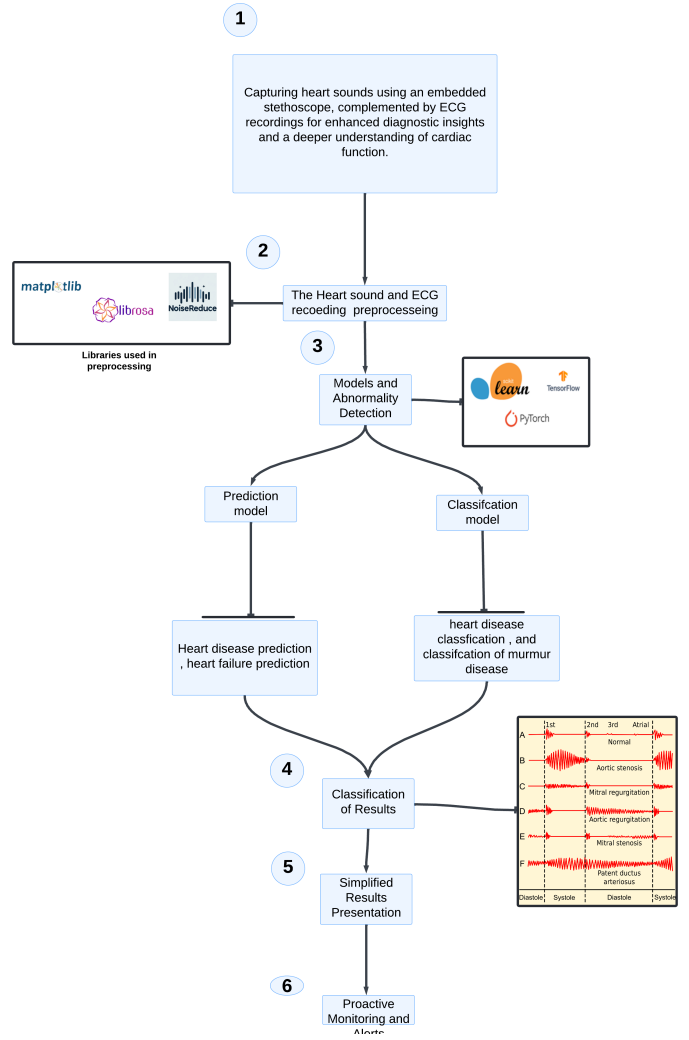 1
Capturing heart sounds using an embedded
stethoscope, complemented by ECG
recordings for enhanced diagnostic insights
and a deeper understanding of cardiac
function.
2
matplotlib
librosa
NoiseReduce
Libraries used in
preprocessing
The Heart sound and ECG
recoeding preprocesseing
3
Models and
Abnormality
Detection
learn
TensorFlow
PyTorch
Prediction
model
Classifcation
model
Heart disease prediction
, heart failure prediction
heart disease
classfication , and
classifcation of murmur
disease
4
Classification
of Results
1st 2nd 3rd Atrial
A
Normal
B
Aortic stenosis
C
Mitral regurgitation
D
Aortic regurgitation
E
Mitral stenosis
F
Patent ductus
arteriosus
Diastole Systole Diastole Systole
5
Simplified
Results
Presentation
6
Proactive
Monitoring and
Alerts